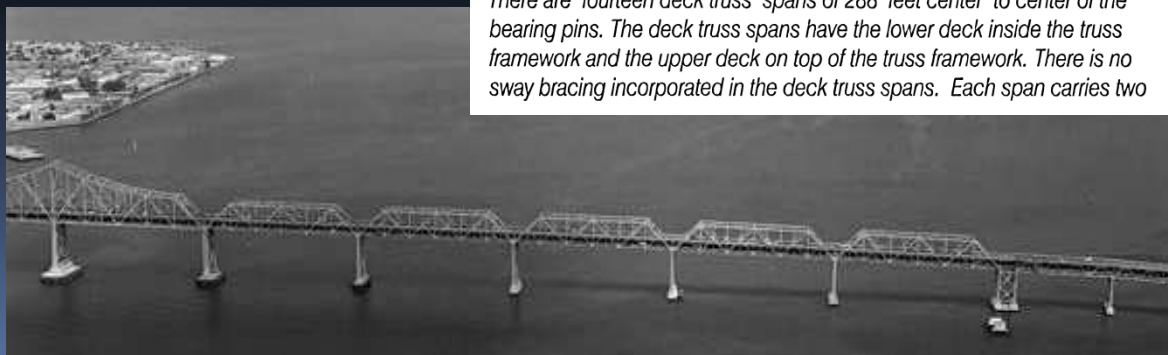 There are fourteen deck truss spans of 288 feet center to center of the
bearing pins. The deck truss spans have the lower deck inside the truss
framework and the upper deck on top of the truss framework. There is no
sway bracing incorporated in the deck truss spans. Each span carries two